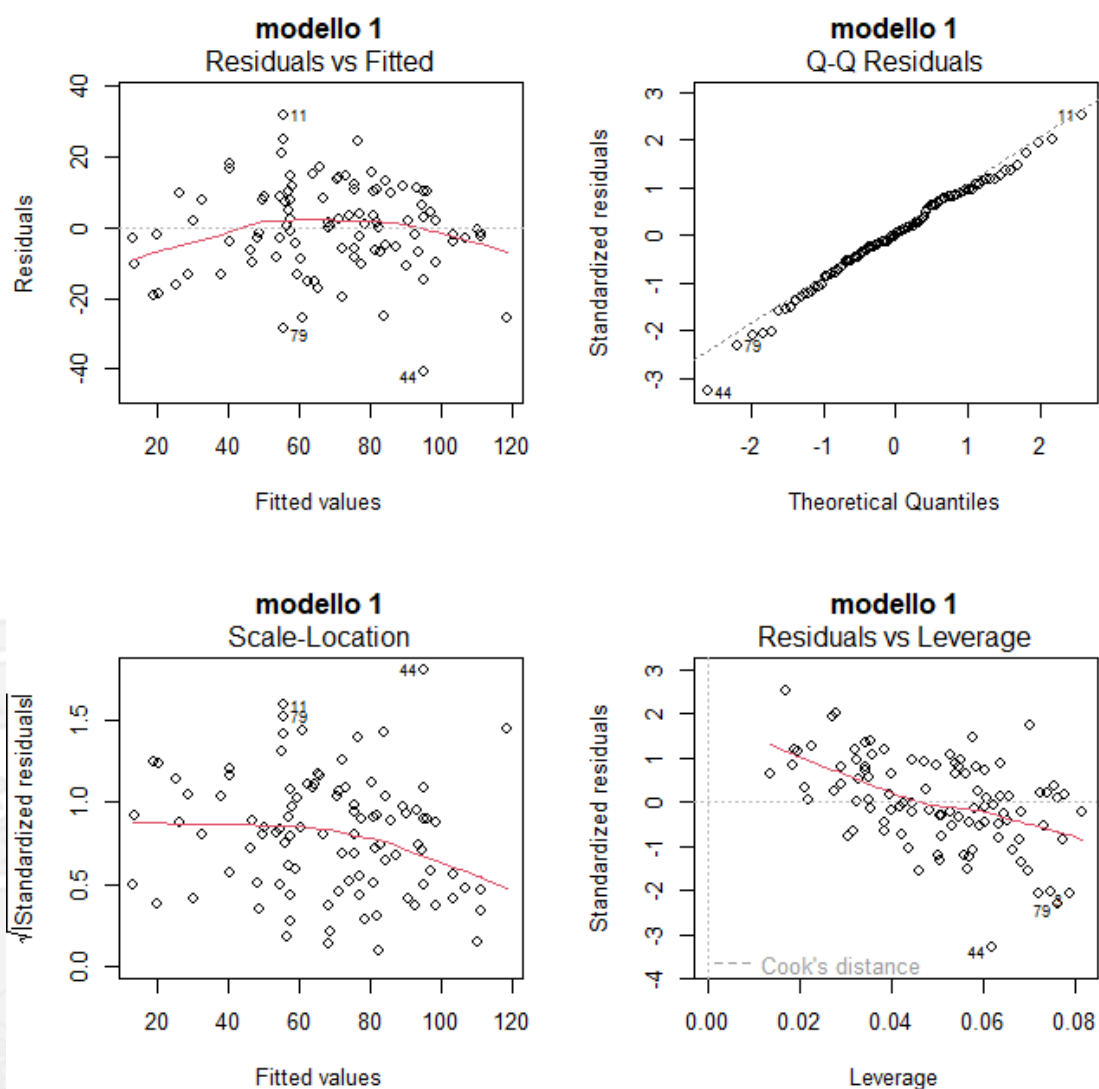 modello 1
Residuals vs Fitted
Residuals
40
20
0
-20
-40
11
79
44
20 40 60 80 100 120
Fitted values
modello 1
Q-Q Residuals
Standardized residuals
3
2
1
0
-1
-2
-3
11
79
44
-2 -1 0 1 2
Theoretical Quantiles
modello 1
Scale-Location
√|Standardized residuals|
1.5
1.0
0.5
0.0
44
11
79
20 40 60 80 100 120
Fitted values
modello 1
Residuals vs Leverage
Standardized residuals
3
2
1
0
-1
-2
-3
-4
79
44
Cook's distance
0.00 0.02 0.04 0.06 0.08
Leverage